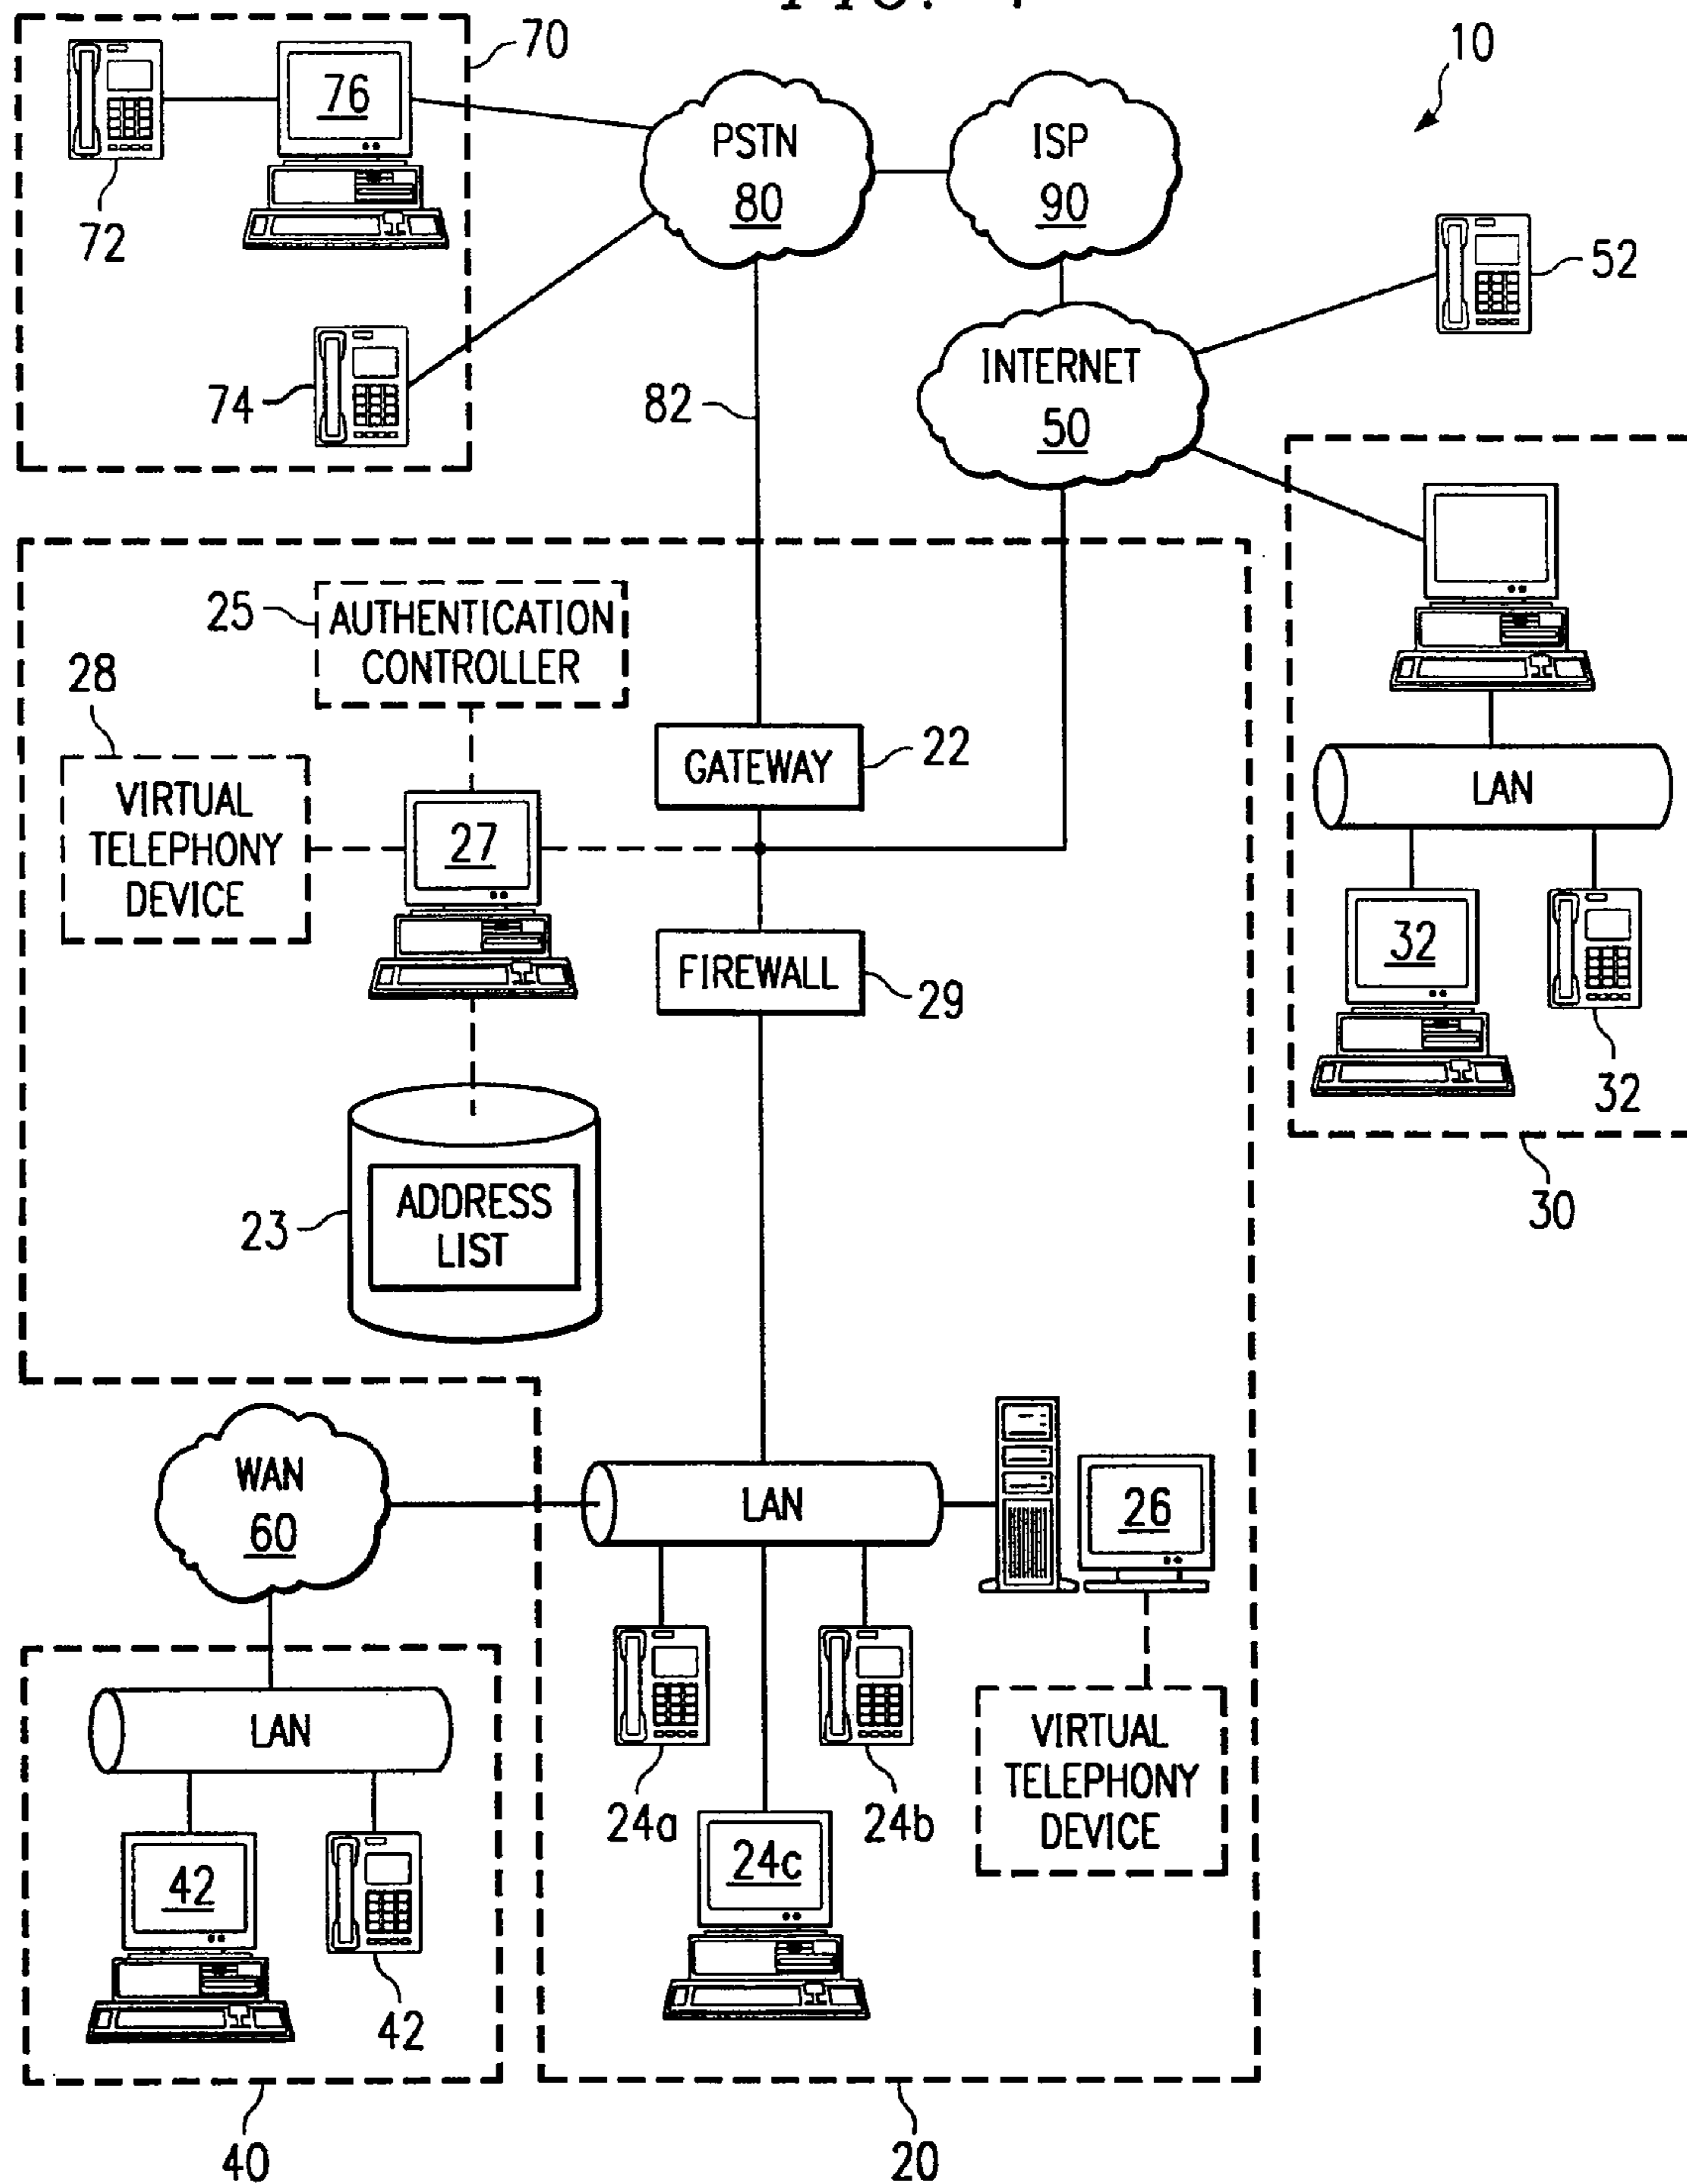 70
10
76
72
PSTN
80
ISP
90
52
74
82
INTERNET
50
25
AUTHENTICATION
CONTROLLER
28
VIRTUAL
TELEPHONY
DEVICE
27
GATEWAY
22
LAN
FIREWALL
29
32
32
30
23
ADDRESS
LIST
WAN
60
LAN
26
24a
24b
VIRTUAL
TELEPHONY
DEVICE
LAN
24c
42
42
40
20